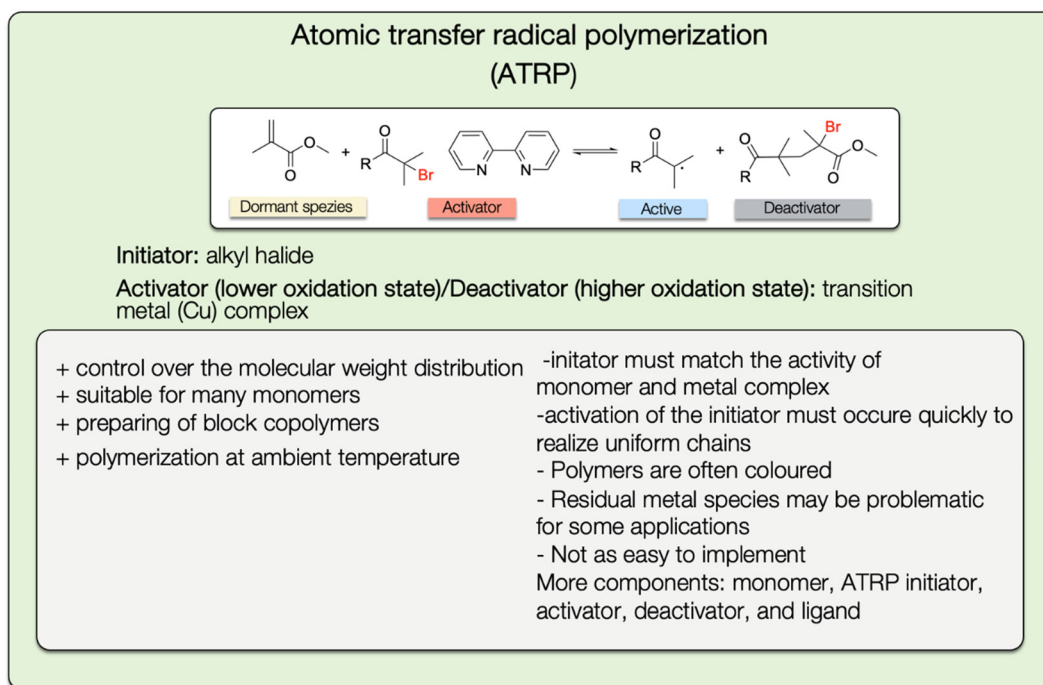 Atomic transfer radical polymerization
(ATRP)
O
O
+
R
O
Br
N
N
O
R
+
O
R
Br
O
O
Dormant spezies
Activator
Active
Deactivator
Initiator: alkyl halide
Activator (lower oxidation state)/Deactivator (higher oxidation state): transition
metal (Cu) complex
+ control over the molecular weight distribution
+ suitable for many monomers
+ preparing of block copolymers
+ polymerization at ambient temperature
-initator must match the activity of
monomer and metal complex
-activation of the initiator must occure quickly to
realize uniform chains
- Polymers are often coloured
- Residual metal species may be problematic
for some applications
- Not as easy to implement
More components: monomer, ATRP initiator,
activator, deactivator, and ligand